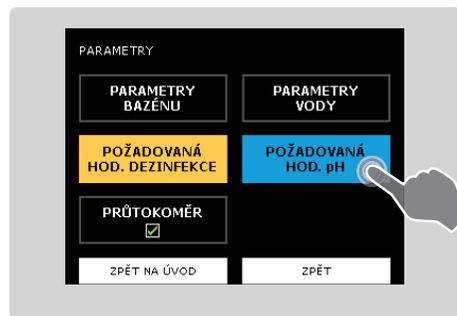 PARAMETRY
PARAMETRY
BAZÉNU
PARAMETRY
VODY
POŽADOVANÁ
HOD. DEZINFEKCE
POŽADOVANÁ
HOD. pH
PRŮTOKOMĚR
ZPĚT NA ÚVOD
ZPĚT